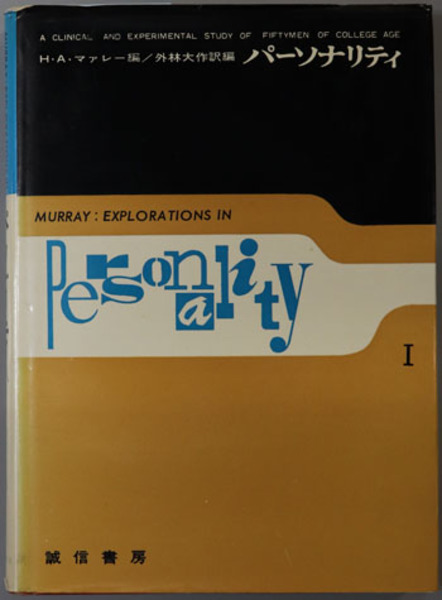 A CLINICAL AND EXPERIMENTAL STUDY OF FIFTYMEN OF COLLEGE AGE
H・A・マァレー編／外林大作訳編 パーソナリティ
MURRAY : EXPLORATIONS IN
Personality
I
誠信書房